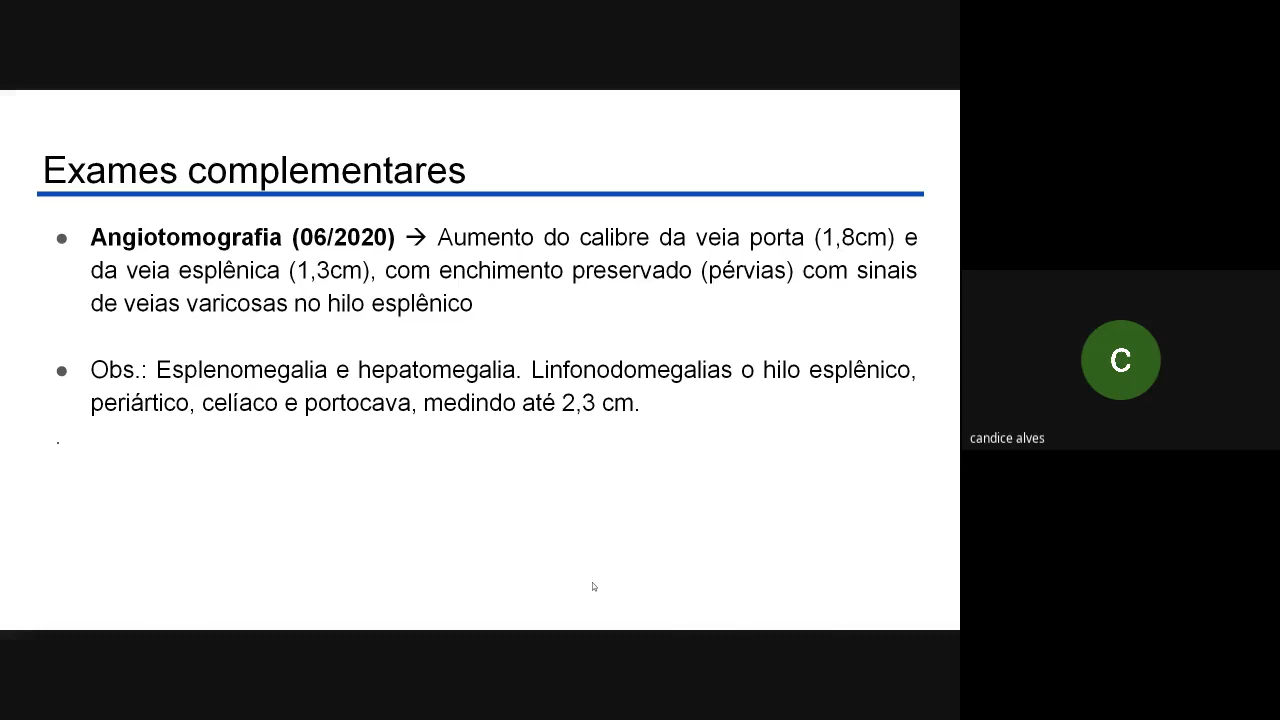 Exames complementares
● Angiotomografia (06/2020) → Aumento do calibre da veia porta (1,8cm) e
da veia esplênica (1,3cm), com enchimento preservado (pérvias) com sinais
de veias varicosas no hilo esplênico
● Obs.: Esplenomegalia e hepatomegalia. Linfonodomegalias o hilo esplênico,
periártico, celíaco e portocava, medindo até 2,3 cm.
.
C
candice alves